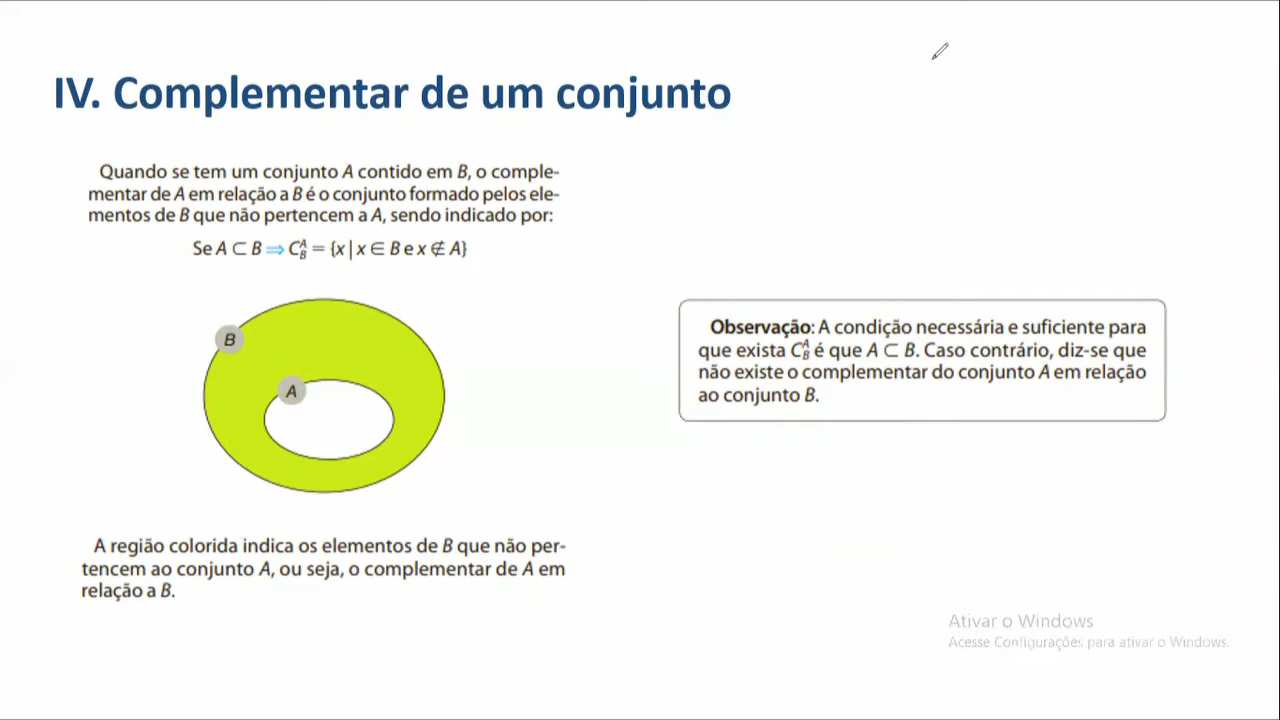 IV. Complementar de um conjunto
Quando se tem um conjunto A contido em B, o comple-
mentar de A em relação a B é o conjunto formado pelos ele-
mentos de B que não pertencem a A, sendo indicado por:
Se A ⊂ B ⇒ C_B^A = {x | x ∈ B e x ∉ A}
B
A
A região colorida indica os elementos de B que não per-
tencem ao conjunto A, ou seja, o complementar de A em
relação a B.
Observação: A condição necessária e suficiente para
que exista C_B^A é que A ⊂ B. Caso contrário, diz-se que
não existe o complementar do conjunto A em relação
ao conjunto B.
Ativar o Windows
Acesse Configurações para ativar o Windows.